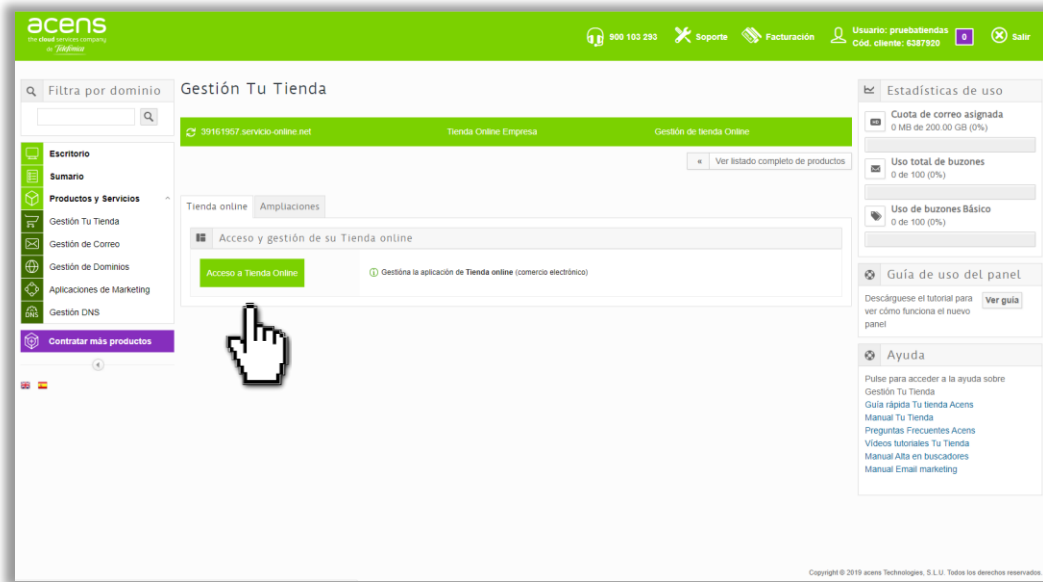 acens
the cloud services company
de Telefónica
900 103 293
Soporte
Facturación
Usuario: pruebatiendas
Cód. cliente: 6387920
0
Salir
Filtra por dominio
Escritorio
Sumario
Productos y Servicios
Gestión Tu Tienda
Gestión de Correo
Gestión de Dominios
Aplicaciones de Marketing
DNS
Gestión DNS
Contratar más productos
Gestión Tu Tienda
39161957.servicio-online.net
Tienda Online Empresa
Gestión de tienda Online
« Ver listado completo de productos
Tienda online
Ampliaciones
Acceso y gestión de su Tienda online
Acceso a Tienda Online
Gestióna la aplicación de Tienda online (comercio electrónico)
Estadísticas de uso
Cuota de correo asignada
0 MB de 200.00 GB (0%)
Uso total de buzones
0 de 100 (0%)
Uso de buzones Básico
0 de 100 (0%)
Guía de uso del panel
Descárguese el tutorial para
ver cómo funciona el nuevo
panel
Ver guía
Ayuda
Pulse para acceder a la ayuda sobre
Gestión Tu Tienda
Guía rápida Tu tienda Acens
Manual Tu Tienda
Preguntas Frecuentes Acens
Vídeos tutoriales Tu Tienda
Manual Alta en buscadores
Manual Email marketing
Copyright © 2019 acens Technologies, S.L.U. Todos los derechos reservados.